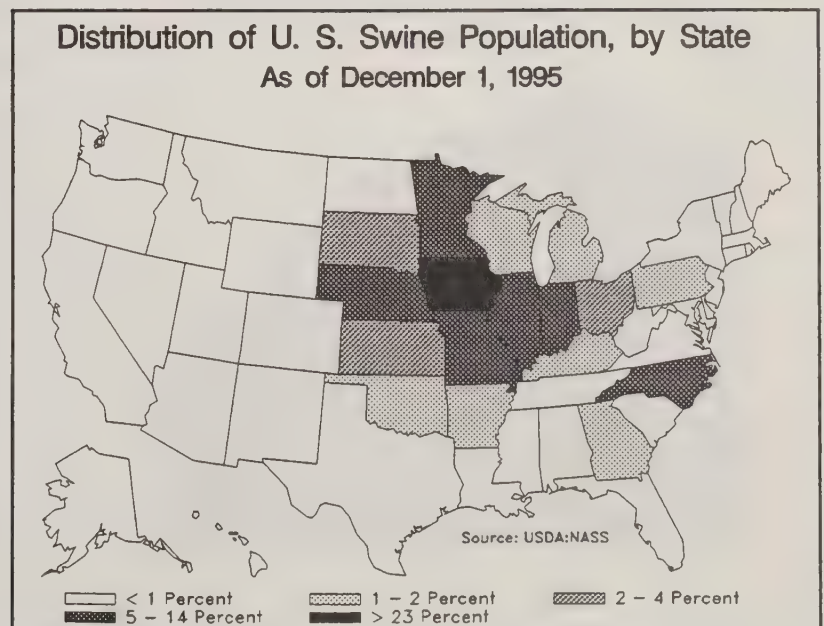 Distribution of U. S. Swine Population, by State
As of December 1, 1995
Source: USDA:NASS
< 1 Percent 1 - 2 Percent 2 - 4 Percent
5 - 14 Percent > 23 Percent